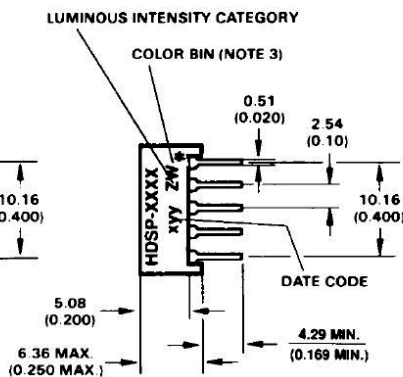 LUMINOUS INTENSITY CATEGORY
COLOR BIN (NOTE 3)
0.51
(0.020)
2.54
(0.10)
10.16
0.400)
HDSP-XXXX
xyy ZW
*
10.16
(0.400)
DATE CODE
5.08
(0.200)
6.36 MAX.
(0.250 MAX.)
4.29 MIN.
(0.169 MIN.)